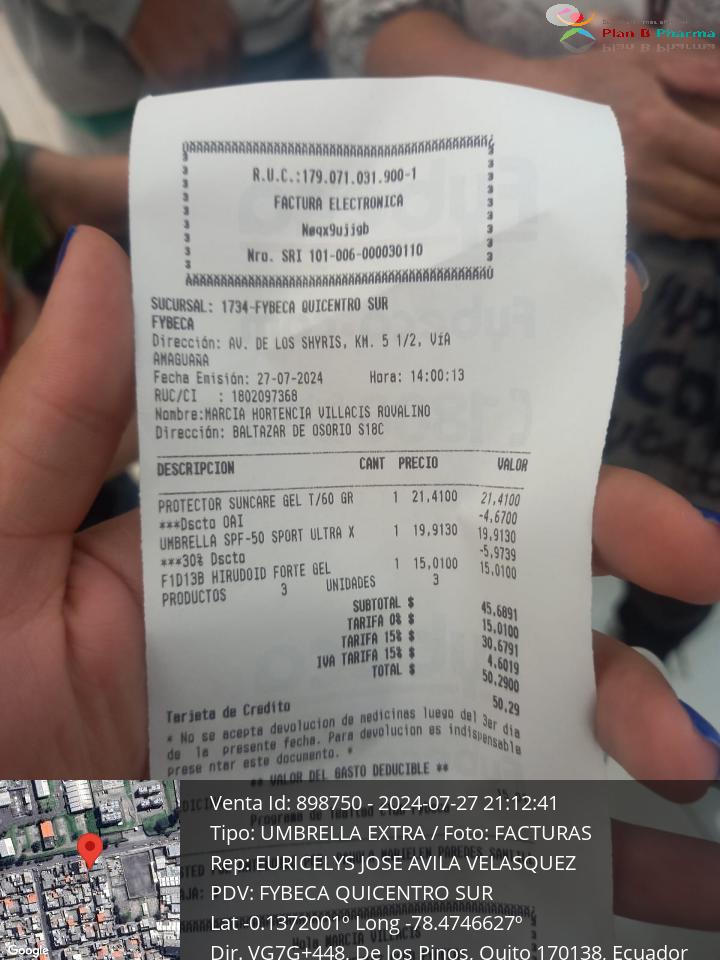 Plan B Pharma
R.U.C.:179.071.031.900-1
FACTURA ELECTRONICA
Neqx9ujjgb
Nro. SRI 101-006-000030110
SUCURSAL: 1734-FYBECA QUICENTRO SUR
FYBECA
Dirección: AV. DE LOS SHYRIS, KM. 5 1/2, VíA
AMAGUAÑA
Fecha Emisión: 27-07-2024 Hora: 14:00:13
RUC/CI : 1802097368
Nombre:MARCIA HORTENCIA VILLACIS ROVALINO
Dirección: BALTAZAR DE OSORIO S18C
DESCRIPCION CANT PRECIO VALOR
PROTECTOR SUNCARE GEL T/60 GR 1 21,4100 21,4100
***Dscto OAI -4,6700
UMBRELLA SPF-50 SPORT ULTRA X 1 19,9130 19,9130
***30% Dscto -5,9739
F1D13B HIRUDOID FORTE GEL 1 15,0100 15,0100
PRODUCTOS 3 UNIDADES 3
SUBTOTAL $ 45,6891
TARIFA 0% $ 15,0100
TARIFA 15% $ 30,6791
IVA TARIFA 15% $ 4,6019
TOTAL $ 50,2900
Tarjeta de Credito 50,29
* No se acepta devolucion de medicinas luego del 3er dia
de la presente fecha. Para devolucion es indispensable
prese ntar este documento. *
** VALOR DEL GASTO DEDUCIBLE **
Venta Id: 898750 - 2024-07-27 21:12:41
Tipo: UMBRELLA EXTRA / Foto: FACTURAS
Rep: EURICELYS JOSE AVILA VELASQUEZ
PDV: FYBECA QUICENTRO SUR
Lat -0.1372001° Long -78.4746627°
Dir. VG7G+448, De los Pinos, Quito 170138, Ecuador
Hola MARCIA VILLACIS
Google